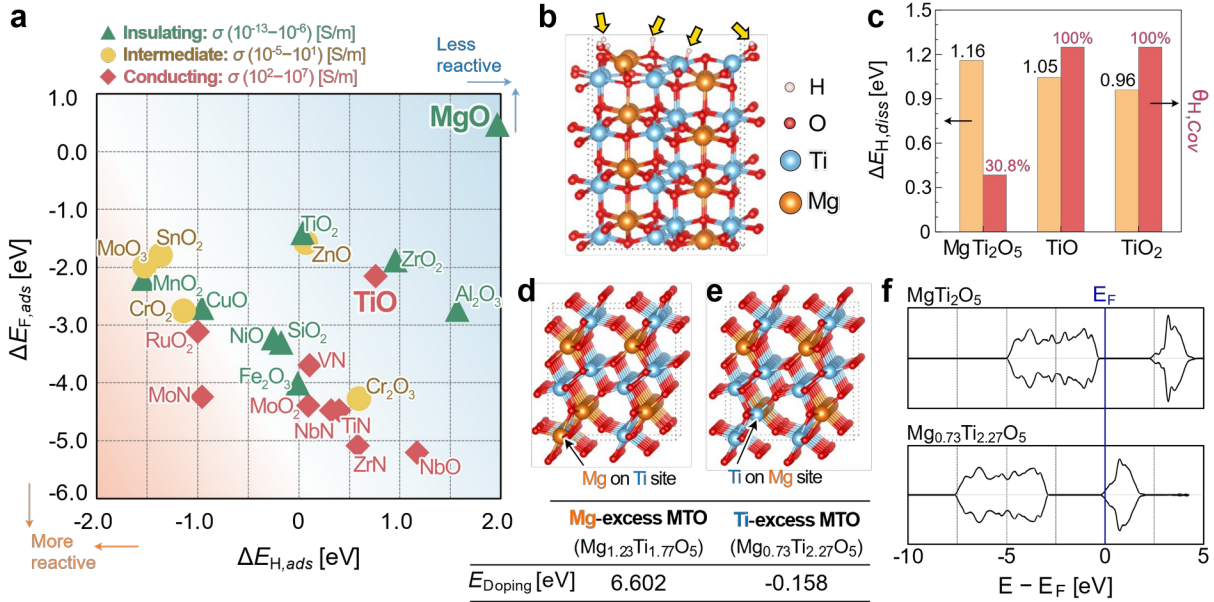 a
Insulating: σ (10⁻¹³–10⁻⁶) [S/m]
Intermediate: σ (10⁻⁵–10¹) [S/m]
Conducting: σ (10²–10⁷) [S/m]
Less
reactive
1.0
0.0
-1.0
-2.0
-3.0
-4.0
-5.0
-6.0
ΔE_F,ads [eV]
MgO
TiO₂
ZnO
SnO₂
MoO₃
MnO₂
ZrO₂
TiO
Al₂O₃
CrO₂
CuO
RuO₂
NiO
SiO₂
VN
Fe₂O₃
MoN
MoO₂
Cr₂O₃
NbN
TiN
ZrN
NbO
-2.0
-1.0
0
1.0
2.0
ΔE_H,ads [eV]
More
reactive
b
H
O
Ti
Mg
c
1.5
1.2
0.9
0.6
0.3
0
ΔE_H,diss [eV]
1.16
30.8%
1.05
100%
0.96
100%
θ_H,Cov
MgTi₂O₅
TiO
TiO₂
d
Mg on Ti site
e
Ti on Mg site
Mg-excess MTO
Ti-excess MTO
(Mg₁.₂₃Ti₁.₇₇O₅)
(Mg₀.₇₃Ti₂.₂₇O₅)
E_Doping [eV]
6.602
-0.158
f
MgTi₂O₅
E_F
Mg₀.₇₃Ti₂.₂₇O₅
-10
-5
0
5
E − E_F [eV]